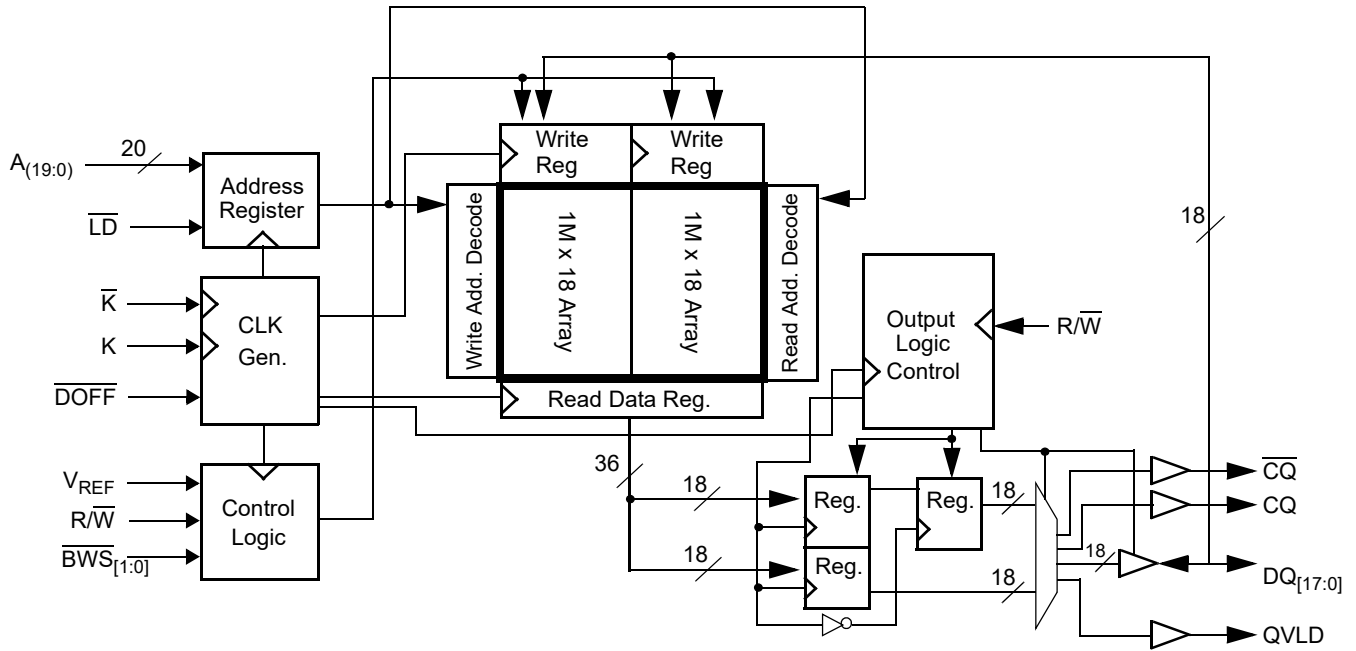 A(19:0)
20
LD
Address
Register
K
K
DOFF
CLK
Gen.
VREF
R/W
BWS[1:0]
Control
Logic
Write
Reg
Write
Reg
Write Add. Decode
1M x 18 Array
1M x 18 Array
Read Add. Decode
Read Data Reg.
36
18
18
Output
Logic
Control
R/W
18
Reg.
Reg.
Reg.
18
18
18
CQ
CQ
DQ[17:0]
QVLD